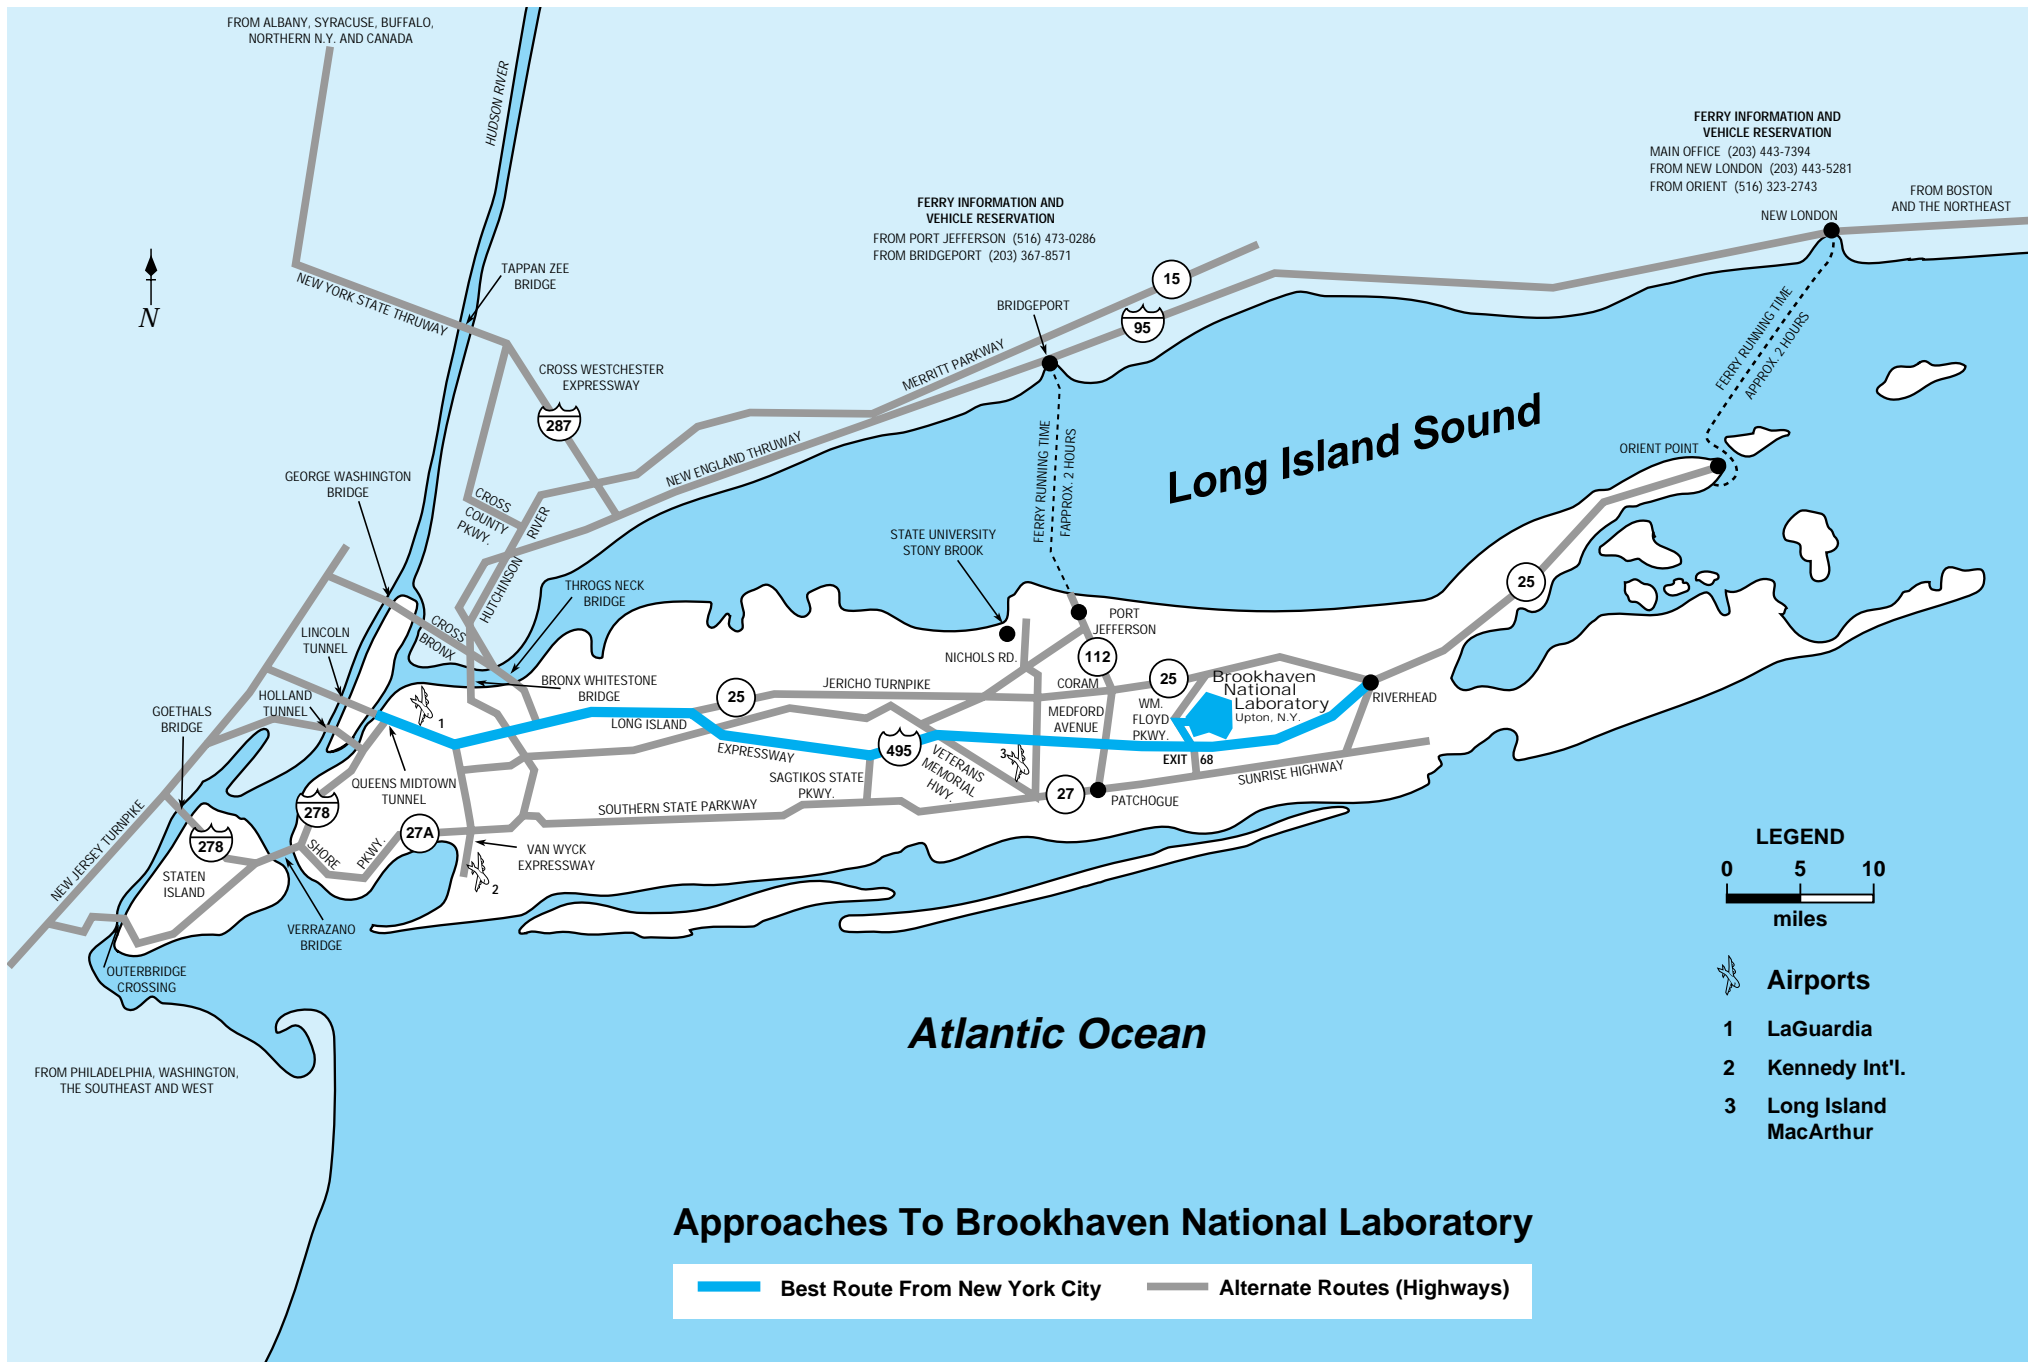 FROM ALBANY, SYRACUSE, BUFFALO,
NORTHERN N.Y. AND CANADA
HUDSON RIVER
FERRY INFORMATION AND
VEHICLE RESERVATION
MAIN OFFICE (203) 443-7394
FROM NEW LONDON (203) 443-5281
FROM ORIENT (516) 323-2743
FROM BOSTON
AND THE NORTHEAST
NEW LONDON
FERRY INFORMATION AND
VEHICLE RESERVATION
FROM PORT JEFFERSON (516) 473-0286
FROM BRIDGEPORT (203) 367-8571
N
TAPPAN ZEE
BRIDGE
NEW YORK STATE THRUWAY
15
95
BRIDGEPORT
MERRITT PARKWAY
FERRY RUNNING TIME
APPROX. 2 HOURS
CROSS WESTCHESTER
EXPRESSWAY
287
NEW ENGLAND THRUWAY
FERRY RUNNING TIME
FAPPROX. 2 HOURS
Long Island Sound
ORIENT POINT
GEORGE WASHINGTON
BRIDGE
CROSS
COUNTY
PKWY.
HUTCHINSON
RIVER
STATE UNIVERSITY
STONY BROOK
THROGS NECK
BRIDGE
25
LINCOLN
TUNNEL
CROSS
BRONX
PORT
JEFFERSON
NICHOLS RD.
112
HOLLAND
TUNNEL
BRONX WHITESTONE
BRIDGE
25
JERICHO TURNPIKE
CORAM
25
Brookhaven
National
Laboratory
Upton, N.Y.
RIVERHEAD
GOETHALS
BRIDGE
1
LONG ISLAND
EXPRESSWAY
495
MEDFORD
AVENUE
WM.
FLOYD
PKWY.
3
EXIT
68
QUEENS MIDTOWN
TUNNEL
SAGTIKOS STATE
PKWY.
VETERANS
MEMORIAL
HWY.
SUNRISE HIGHWAY
SOUTHERN STATE PARKWAY
27
PATCHOGUE
NEW JERSEY TURNPIKE
278
278
27A
SHORE
PKWY.
VAN WYCK
EXPRESSWAY
2
STATEN
ISLAND
VERRAZANO
BRIDGE
OUTERBRIDGE
CROSSING
FROM PHILADELPHIA, WASHINGTON,
THE SOUTHEAST AND WEST
Atlantic Ocean
LEGEND
0 5 10
miles
Airports
1 LaGuardia
2 Kennedy Int'l.
3 Long Island
MacArthur
Approaches To Brookhaven National Laboratory
Best Route From New York City
Alternate Routes (Highways)